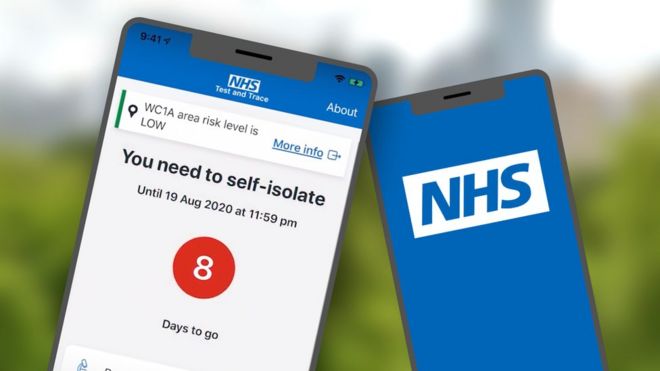 9:41
NHS
Test and Trace
About
WC1A area risk level is
LOW
More info
You need to self-isolate
Until 19 Aug 2020 at 11:59 pm
8
Days to go
NHS